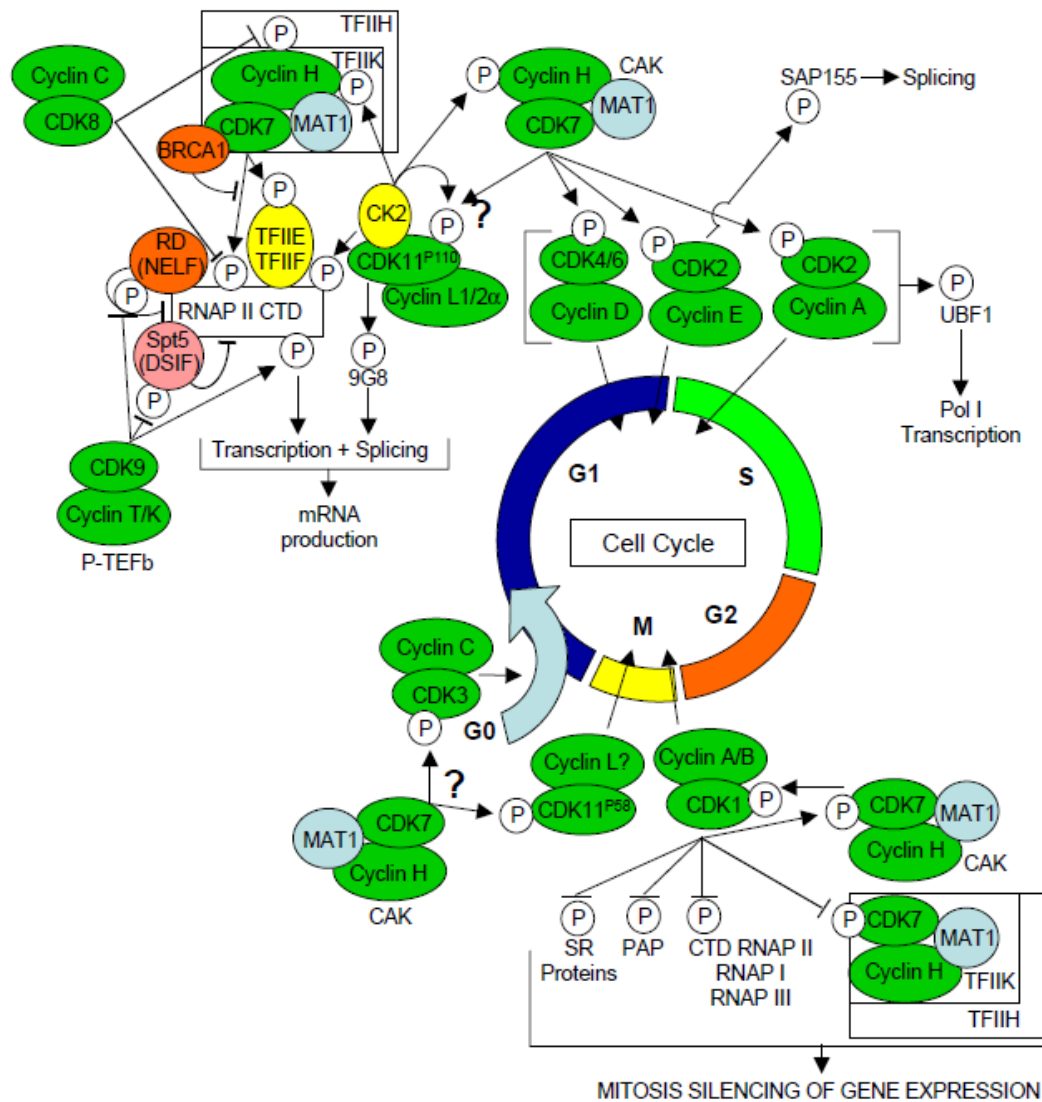 TFIIH
P
TFIIK
Cyclin H
P
Cyclin C
CDK8
CDK7
MAT1
BRCA1
P
Cyclin H
CAK
MAT1
CDK7
SAP155
Splicing
P
P
TFIIE
TFIIF
CK2
P
?
CDK11P110
Cyclin L1/2α
RD
(NELF)
P
P
P
RNAP II CTD
Spt5
(DSIF)
P
P
P
9G8
P
CDK4/6
Cyclin D
P
CDK2
Cyclin E
P
CDK2
Cyclin A
P
UBF1
Pol I
Transcription
CDK9
Cyclin T/K
P-TEFb
Transcription + Splicing
mRNA
production
G1
S
Cell Cycle
G2
M
G0
Cyclin C
CDK3
P
?
MAT1
CDK7
Cyclin H
CAK
Cyclin L?
P
CDK11P58
Cyclin A/B
CDK1
P
P
CDK7
MAT1
Cyclin H
CAK
P
SR
Proteins
P
PAP
P
CTD RNAP II
RNAP I
RNAP III
P
CDK7
MAT1
Cyclin H
TFIIK
TFIIH
MITOSIS SILENCING OF GENE EXPRESSION